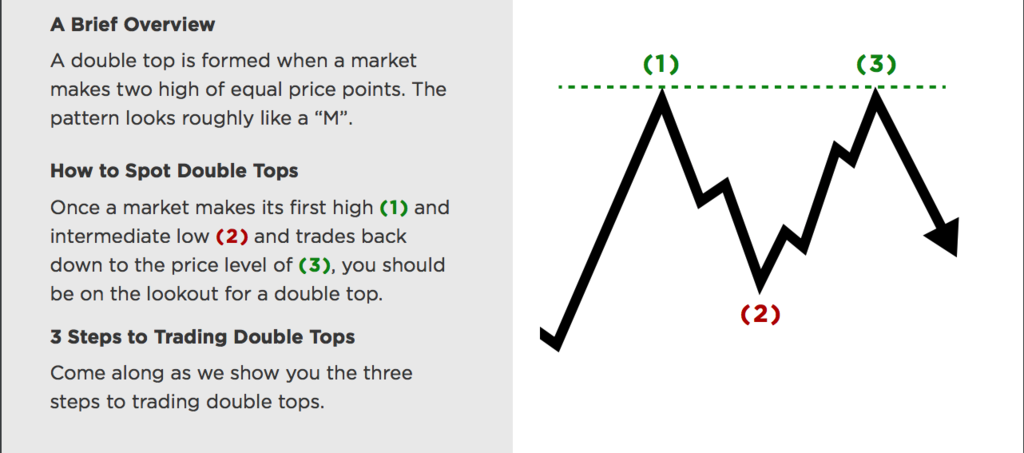 A Brief Overview
A double top is formed when a market
makes two high of equal price points. The
pattern looks roughly like a “M”.
How to Spot Double Tops
Once a market makes its first high (1) and
intermediate low (2) and trades back
down to the price level of (3), you should
be on the lookout for a double top.
3 Steps to Trading Double Tops
Come along as we show you the three
steps to trading double tops.
(1)
(3)
(2)